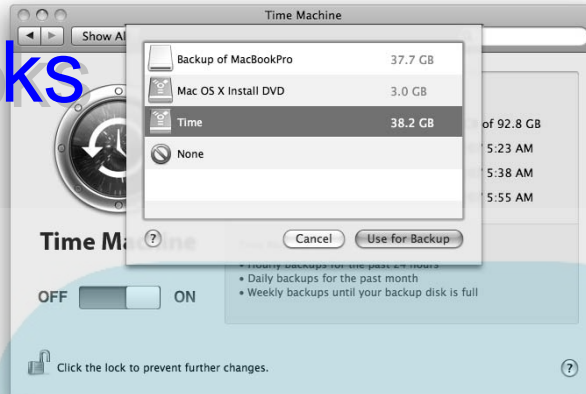 Time Machine
Show Al
ks
Backup of MacBookPro 37.7 GB
Mac OS X Install DVD 3.0 GB
Time 38.2 GB
None
of 92.8 GB
5:23 AM
5:38 AM
5:55 AM
? Cancel Use for Backup
Time Machine
• Hourly backups for the past 24 hours
• Daily backups for the past month
• Weekly backups until your backup disk is full
OFF ON
Click the lock to prevent further changes.
?